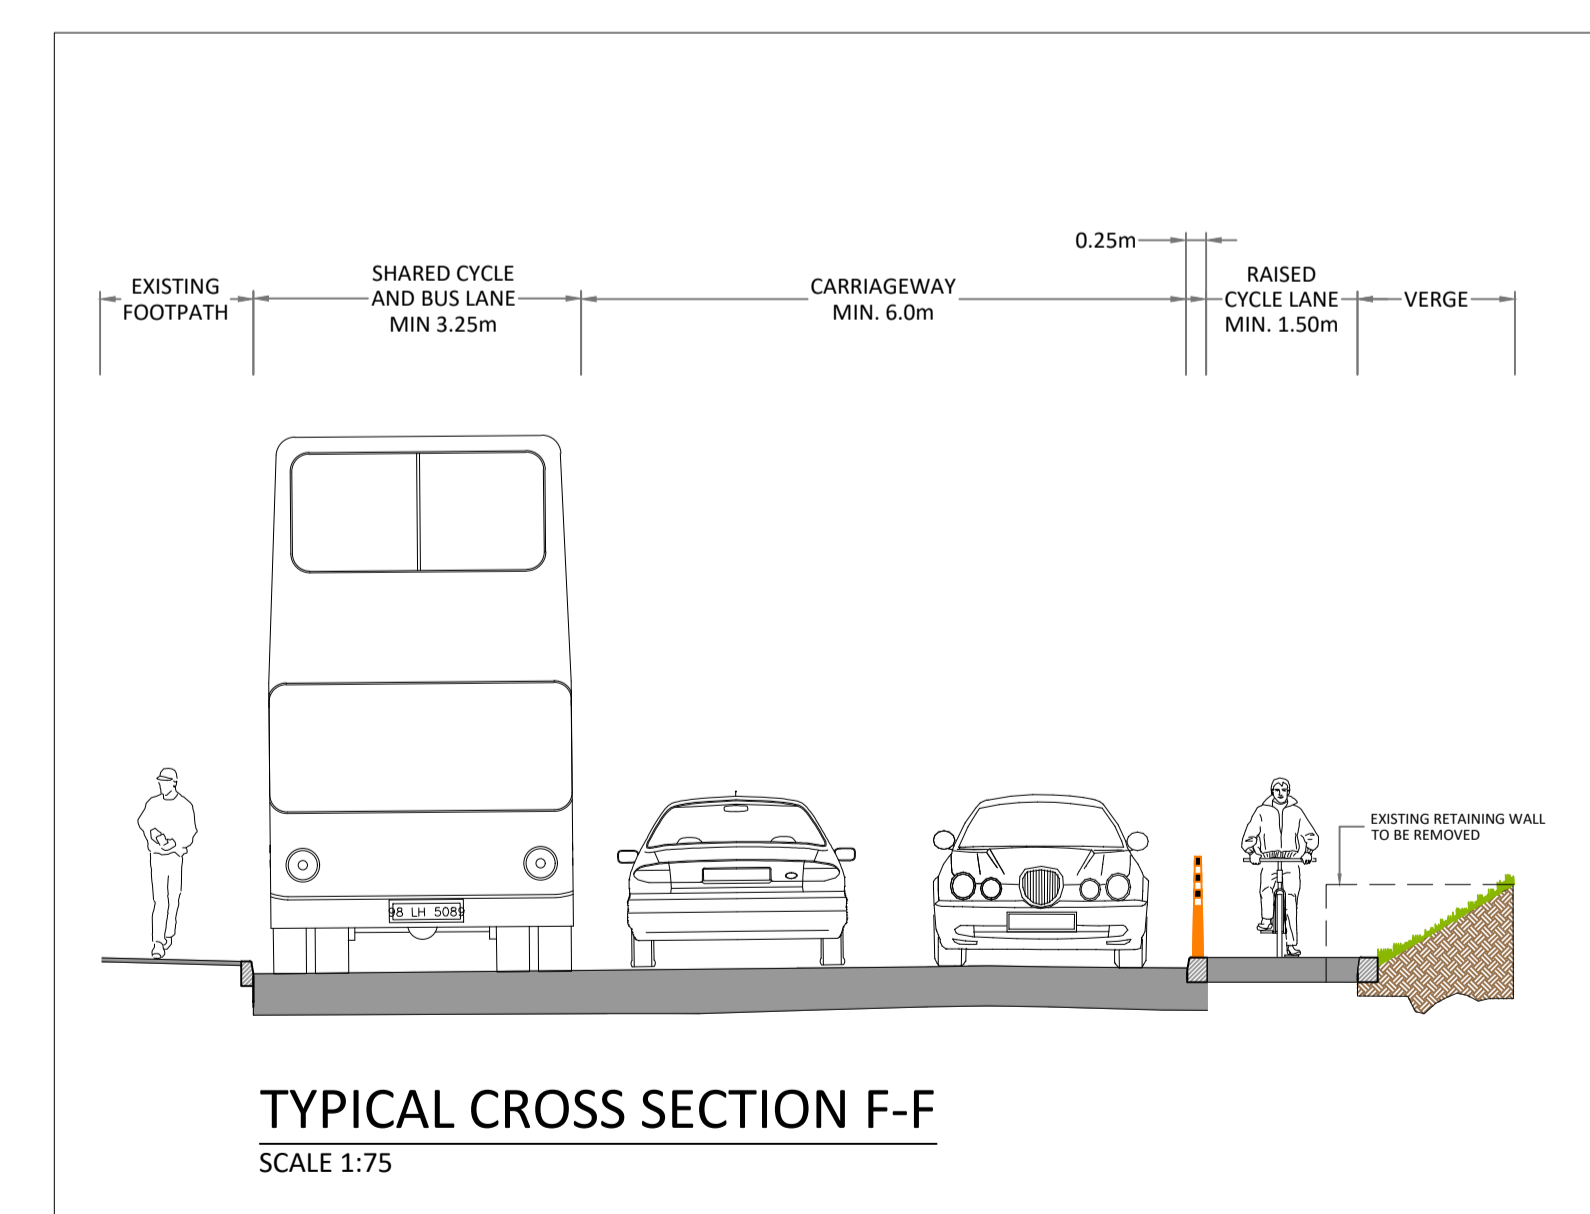 0.25m
EXISTING
FOOTPATH
SHARED CYCLE
AND BUS LANE
MIN 3.25m
CARRIAGEWAY
MIN. 6.0m
RAISED
CYCLE LANE
MIN. 1.50m
VERGE
EXISTING RETAINING WALL
TO BE REMOVED
98 LH 5089
TYPICAL CROSS SECTION F-F
SCALE 1:75